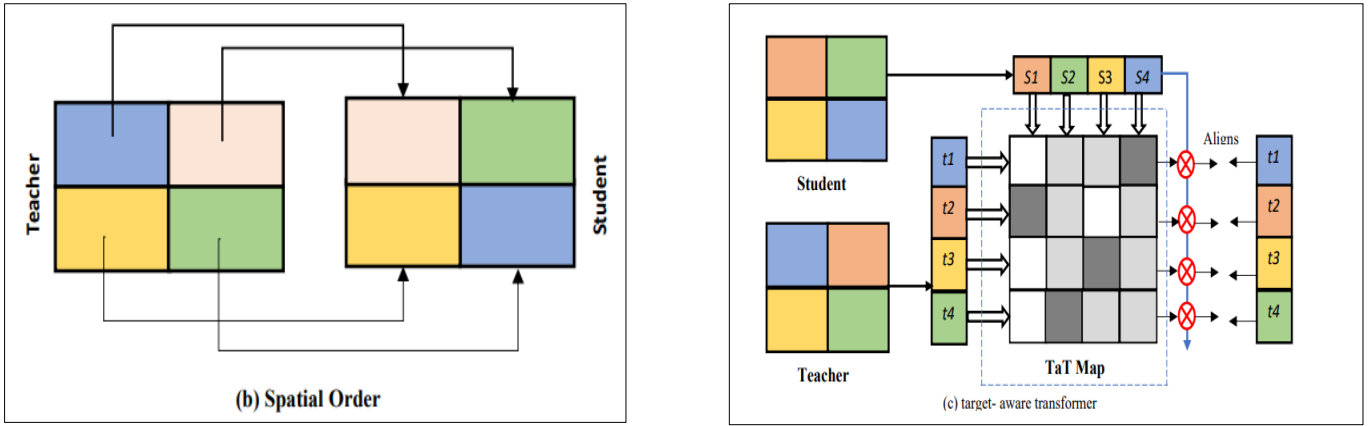 Teacher
Student
(b) Spatial Order
Student
Teacher
S1 S2 S3 S4
t1
t2
t3
t4
Aligns
t1
t2
t3
t4
TaT Map
(c) target- aware transformer